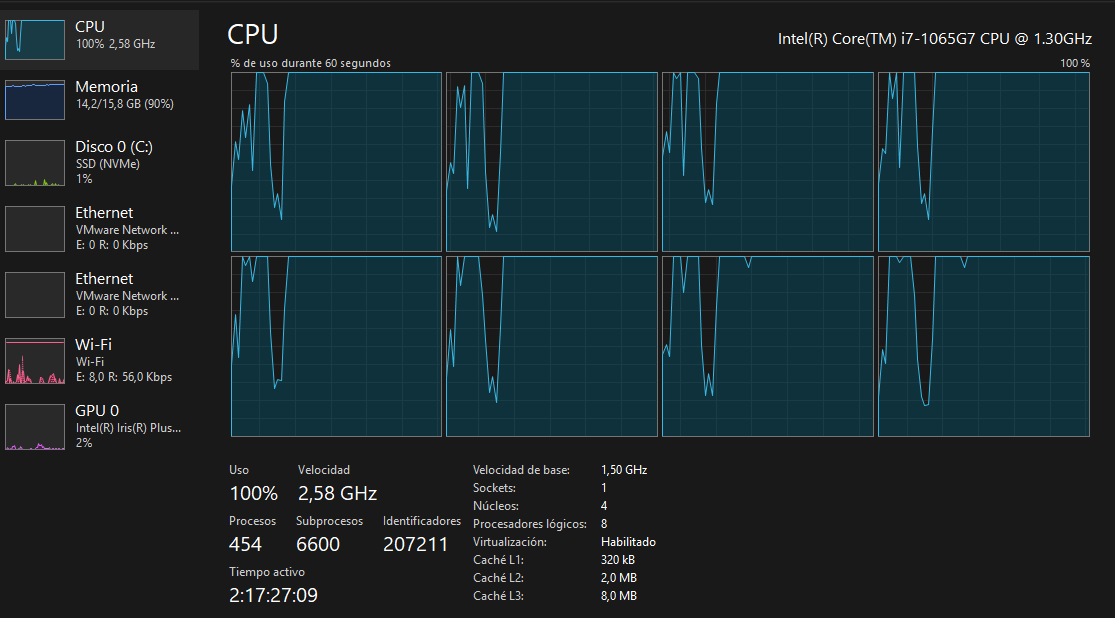 CPU
100% 2,58 GHz
Memoria
14,2/15,8 GB (90%)
Disco 0 (C:)
SSD (NVMe)
1%
Ethernet
VMware Network ...
E: 0 R: 0 Kbps
Ethernet
VMware Network ...
E: 0 R: 0 Kbps
Wi-Fi
Wi-Fi
E: 8,0 R: 56,0 Kbps
GPU 0
Intel(R) Iris(R) Plus...
2%
CPU
Intel(R) Core(TM) i7-1065G7 CPU @ 1.30GHz
% de uso durante 60 segundos
100 %
Uso
Velocidad
100%
2,58 GHz
Procesos
Subprocesos
Identificadores
454
6600
207211
Tiempo activo
2:17:27:09
Velocidad de base: 1,50 GHz
Sockets: 1
Núcleos: 4
Procesadores lógicos: 8
Virtualización: Habilitado
Caché L1: 320 kB
Caché L2: 2,0 MB
Caché L3: 8,0 MB